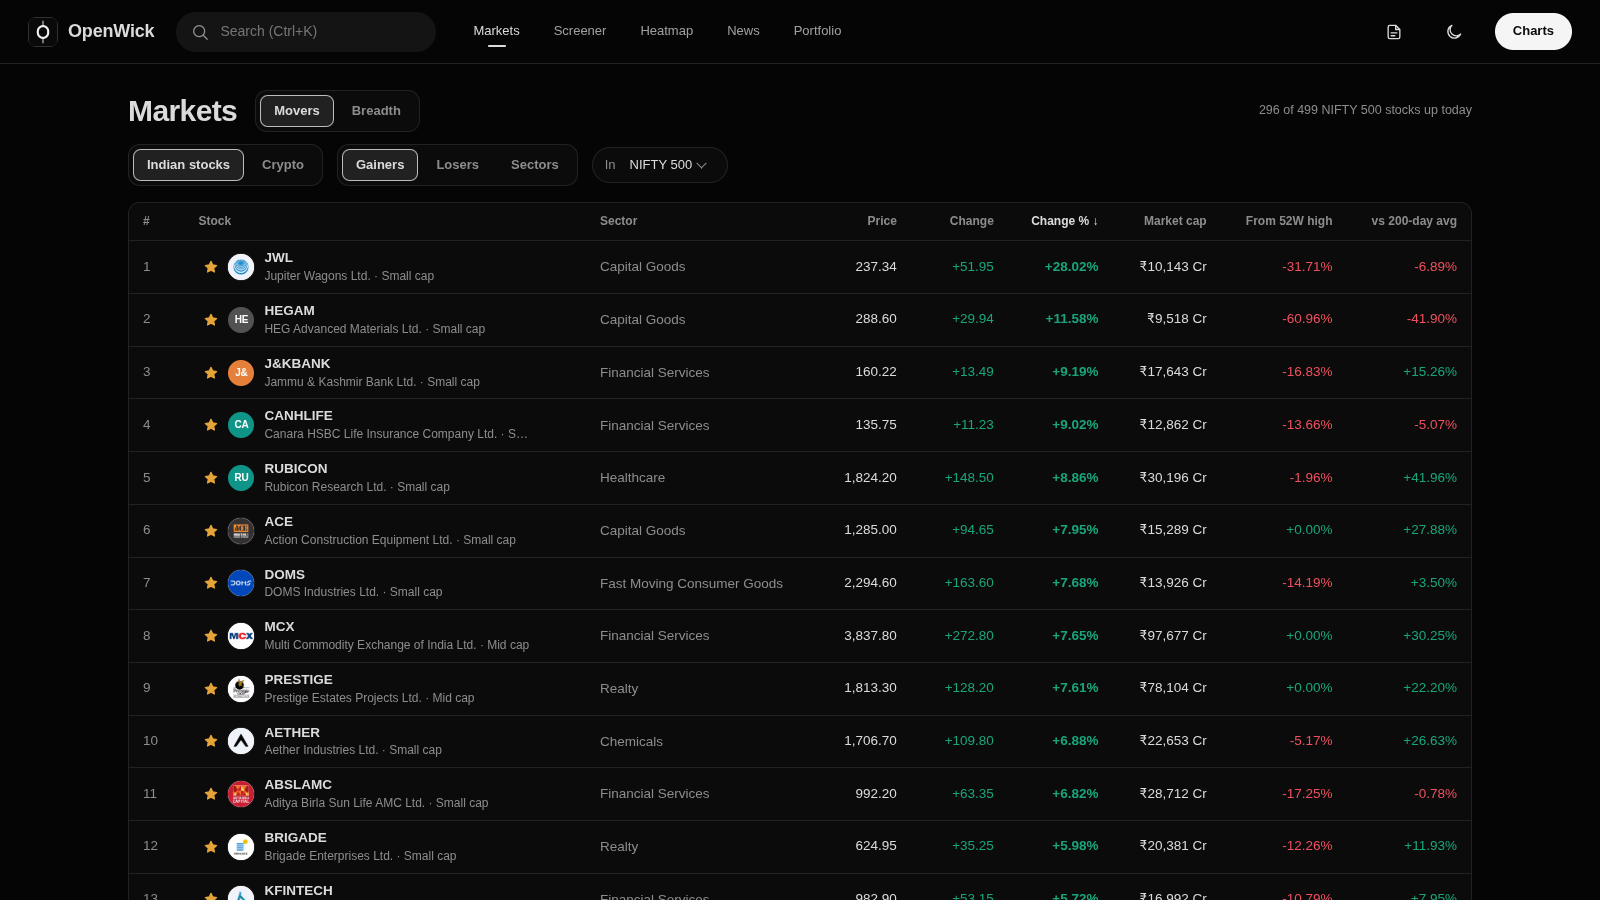 OpenWick Search (Ctrl+K) Markets Screener Heatmap News Portfolio Charts
Markets Movers Breadth 296 of 499 NIFTY 500 stocks up today
Indian stocks Crypto Gainers Losers Sectors In NIFTY 500
# Stock Sector Price Change Change % ↓ Market cap From 52W high vs 200-day avg
1 JWL Capital Goods 237.34 +51.95 +28.02% ₹10,143 Cr -31.71% -6.89%
Jupiter Wagons Ltd. · Small cap
2 HE HEGAM Capital Goods 288.60 +29.94 +11.58% ₹9,518 Cr -60.96% -41.90%
HEG Advanced Materials Ltd. · Small cap
3 J& J&KBANK Financial Services 160.22 +13.49 +9.19% ₹17,643 Cr -16.83% +15.26%
Jammu & Kashmir Bank Ltd. · Small cap
4 CA CANHLIFE Financial Services 135.75 +11.23 +9.02% ₹12,862 Cr -13.66% -5.07%
Canara HSBC Life Insurance Company Ltd. · S…
5 RU RUBICON Healthcare 1,824.20 +148.50 +8.86% ₹30,196 Cr -1.96% +41.96%
Rubicon Research Ltd. · Small cap
6 ACE Capital Goods 1,285.00 +94.65 +7.95% ₹15,289 Cr +0.00% +27.88%
Action Construction Equipment Ltd. · Small cap
7 DOMS DOMS Fast Moving Consumer Goods 2,294.60 +163.60 +7.68% ₹13,926 Cr -14.19% +3.50%
DOMS Industries Ltd. · Small cap
8 MCX MCX Financial Services 3,837.80 +272.80 +7.65% ₹97,677 Cr +0.00% +30.25%
Multi Commodity Exchange of India Ltd. · Mid cap
9 PRESTIGE Realty 1,813.30 +128.20 +7.61% ₹78,104 Cr +0.00% +22.20%
Prestige Estates Projects Ltd. · Mid cap
10 AETHER Chemicals 1,706.70 +109.80 +6.88% ₹22,653 Cr -5.17% +26.63%
Aether Industries Ltd. · Small cap
11 ABSLAMC Financial Services 992.20 +63.35 +6.82% ₹28,712 Cr -17.25% -0.78%
Aditya Birla Sun Life AMC Ltd. · Small cap
12 BRIGADE Realty 624.95 +35.25 +5.98% ₹20,381 Cr -12.26% +11.93%
Brigade Enterprises Ltd. · Small cap
13 KFINTECH Financial Services 982.90 +53.15 +5.72% ₹16,992 Cr -10.79% +7.95%